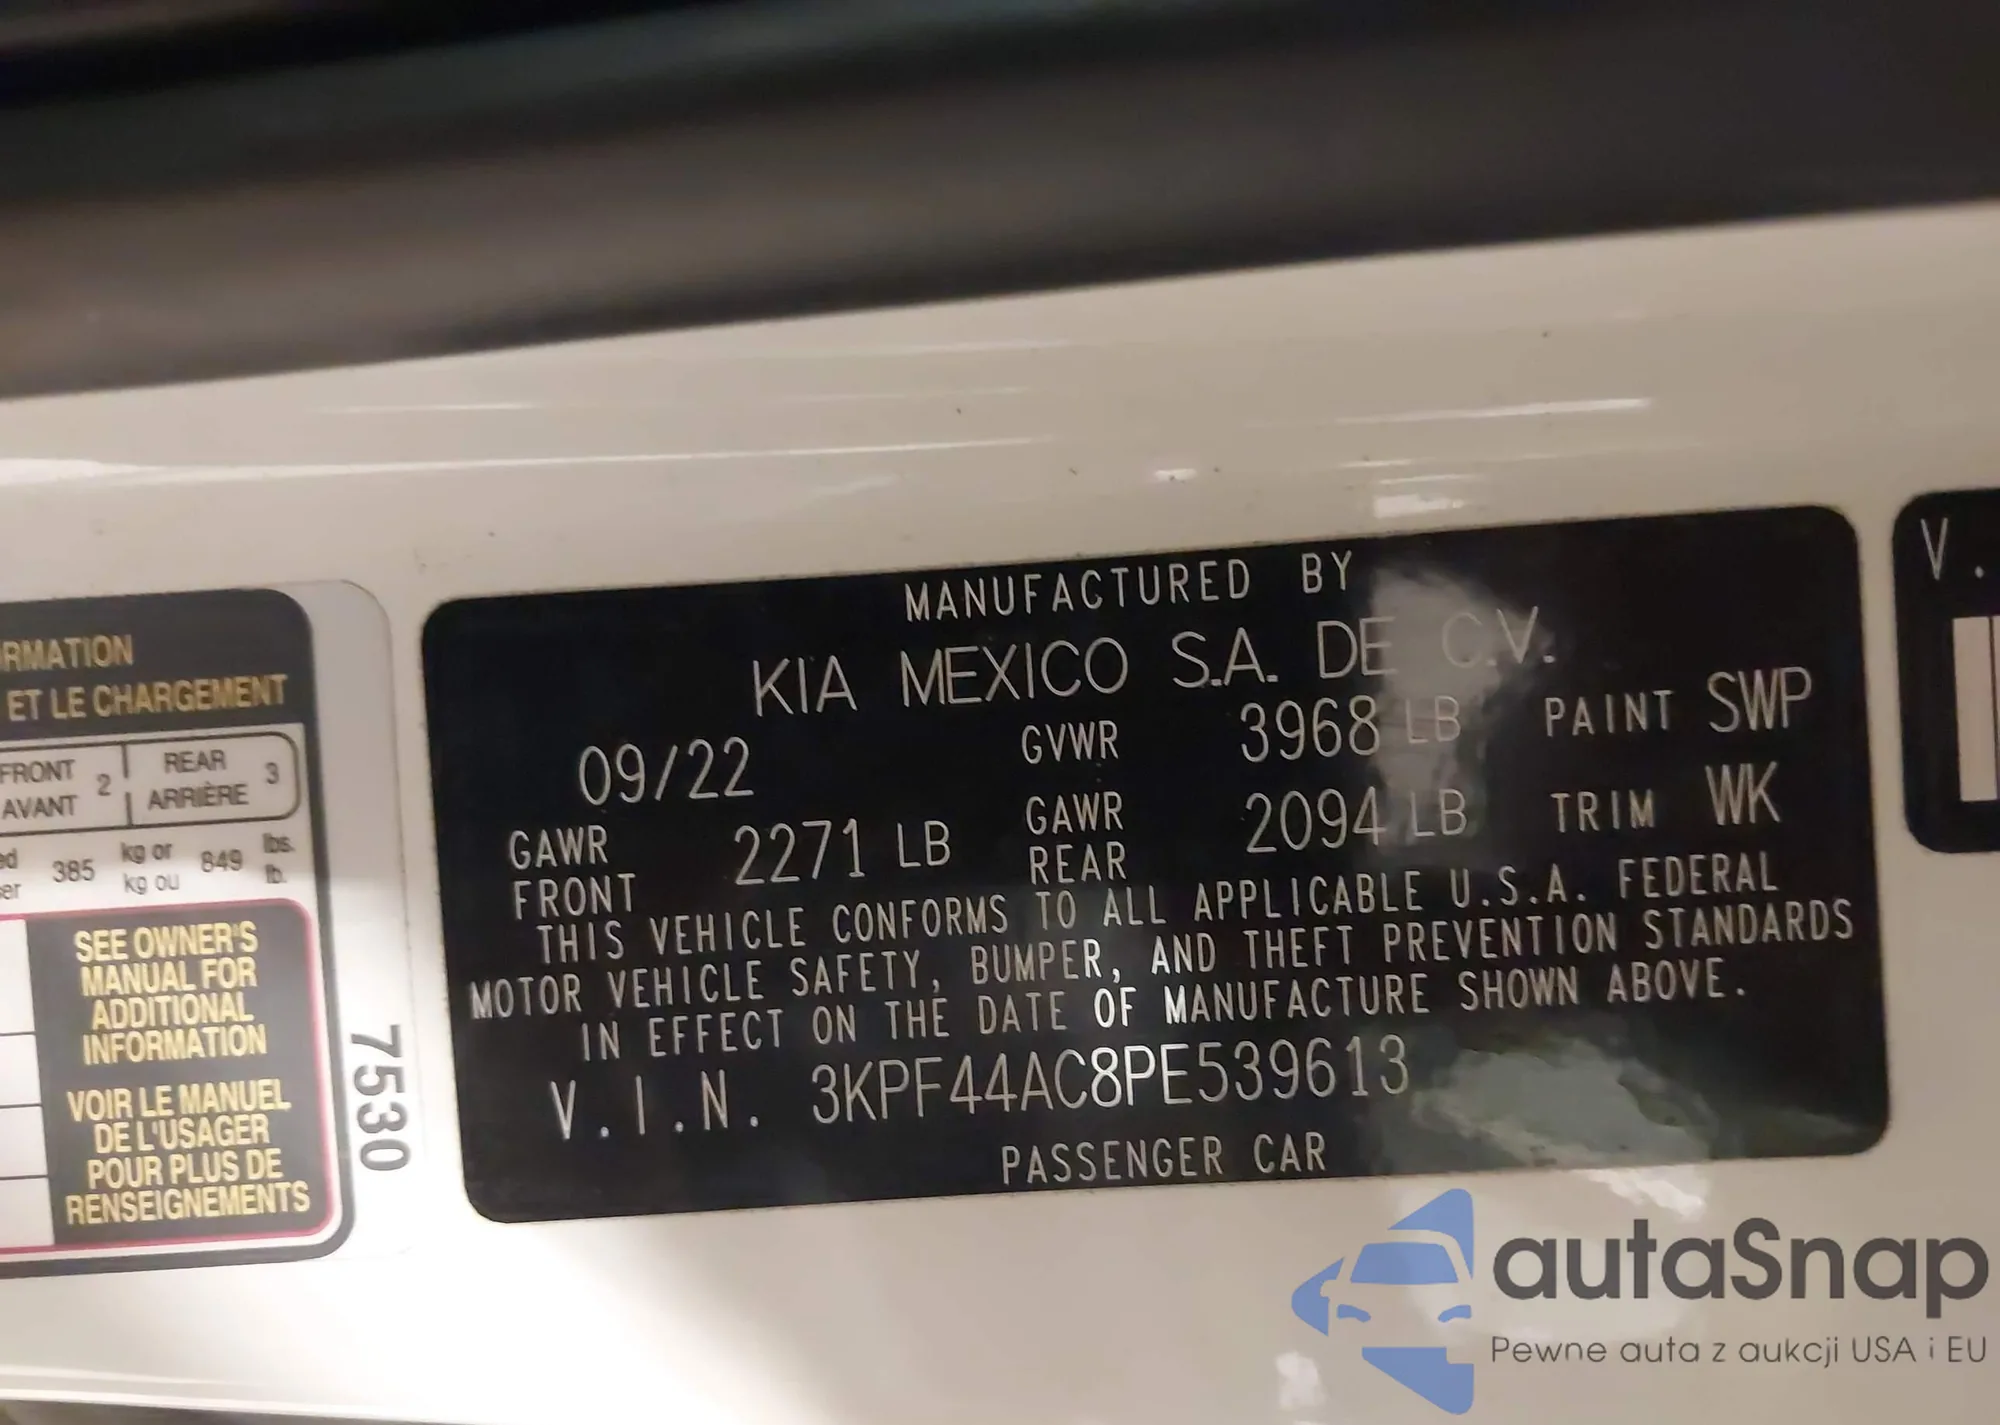 RMATION
ET LE CHARGEMENT
FRONT 2 REAR 3
AVANT ARRIÈRE
385 kg or 849 lbs.
kg ou lb.
SEE OWNER'S
MANUAL FOR
ADDITIONAL
INFORMATION
VOIR LE MANUEL
DE L'USAGER
POUR PLUS DE
RENSEIGNEMENTS
7530
MANUFACTURED BY
KIA MEXICO S.A. DE C.V.
09/22 GVWR 3968 LB PAINT SWP
GAWR FRONT 2271 LB GAWR REAR 2094 LB TRIM WK
THIS VEHICLE CONFORMS TO ALL APPLICABLE U.S.A. FEDERAL
MOTOR VEHICLE SAFETY, BUMPER, AND THEFT PREVENTION STANDARDS
IN EFFECT ON THE DATE OF MANUFACTURE SHOWN ABOVE.
V.I.N. 3KPF44AC8PE539613
PASSENGER CAR
V.
autaSnap
Pewne auta z aukcji USA i EU